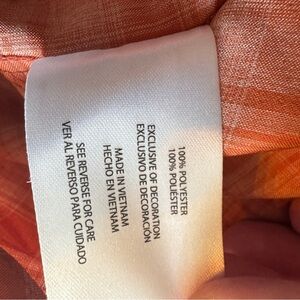 100% POLYESTER
100% POLIÉSTER
EXCLUSIVE OF DECORATION
EXCLUSIVO DE DECORACIÓN
MADE IN VIETNAM
HECHO EN VIETNAM
SEE REVERSE FOR CARE
VER AL REVERSO PARA CUIDADO